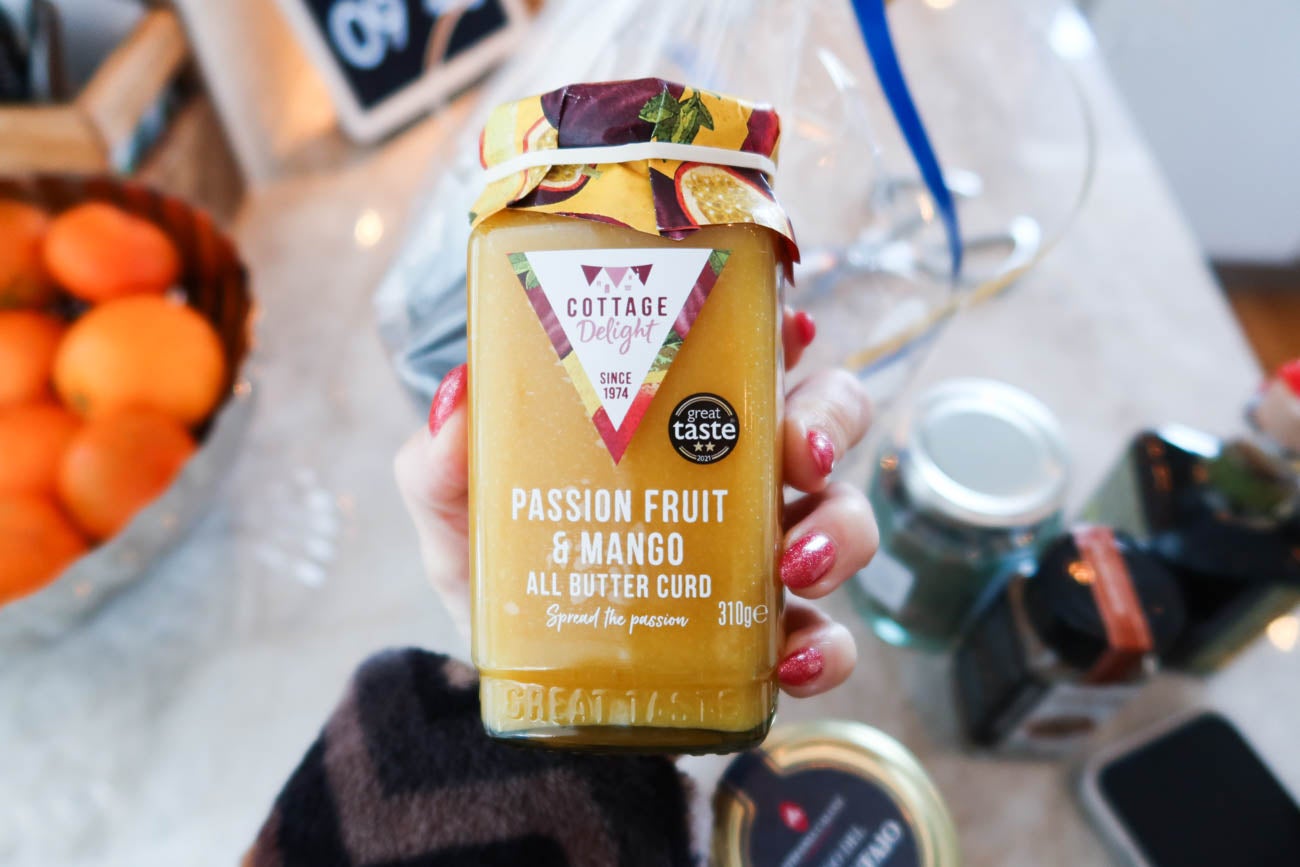 09
COTTAGE
Delight
SINCE
1974
great
taste
2021
PASSION FRUIT
& MANGO
ALL BUTTER CURD
Spread the passion
310g℮
GREAT TASTE